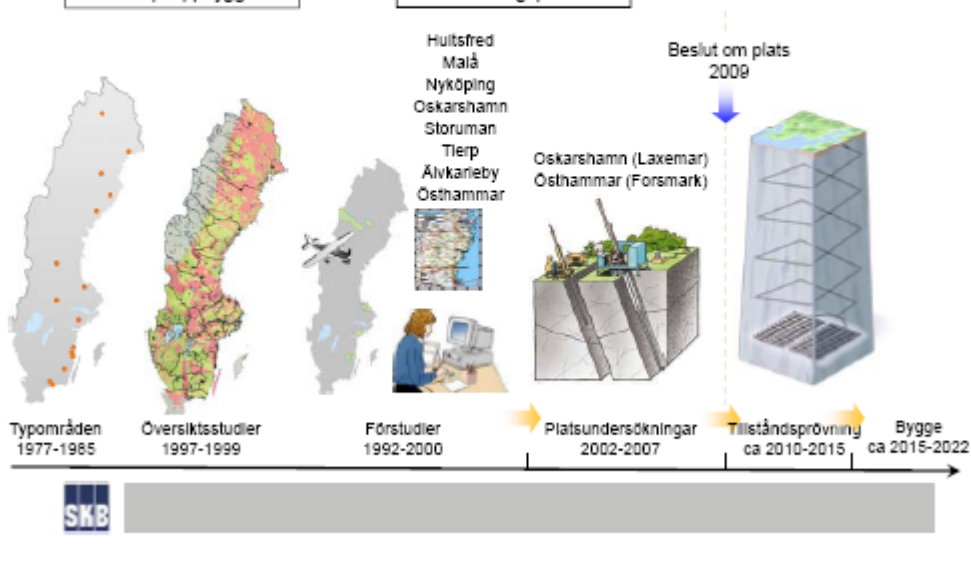 Hultsfred
Malå
Nyköping
Oskarshamn
Storuman
Tierp
Älvkarleby
Östhammar
Beslut om plats
2009
Oskarshamn (Laxemar)
Östhammar (Forsmark)
Typområden
1977-1985
Översiktsstudier
1997-1999
Förstudier
1992-2000
Platsundersökningar
2002-2007
Tillståndsprövning
ca 2010-2015
Bygge
ca 2015-2022
SKB